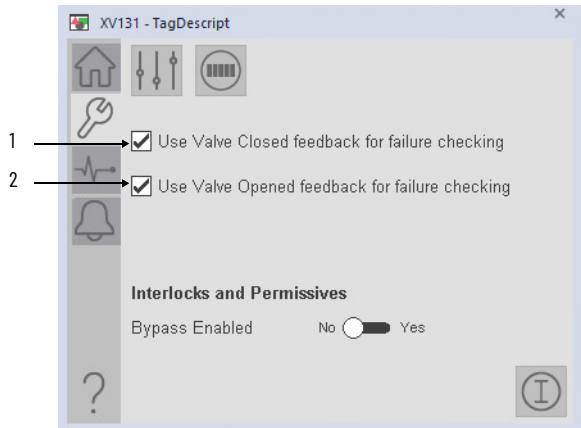 XV131 - TagDescript
1
Use Valve Closed feedback for failure checking
2
Use Valve Opened feedback for failure checking
Interlocks and Permissives
Bypass Enabled No Yes
?
I